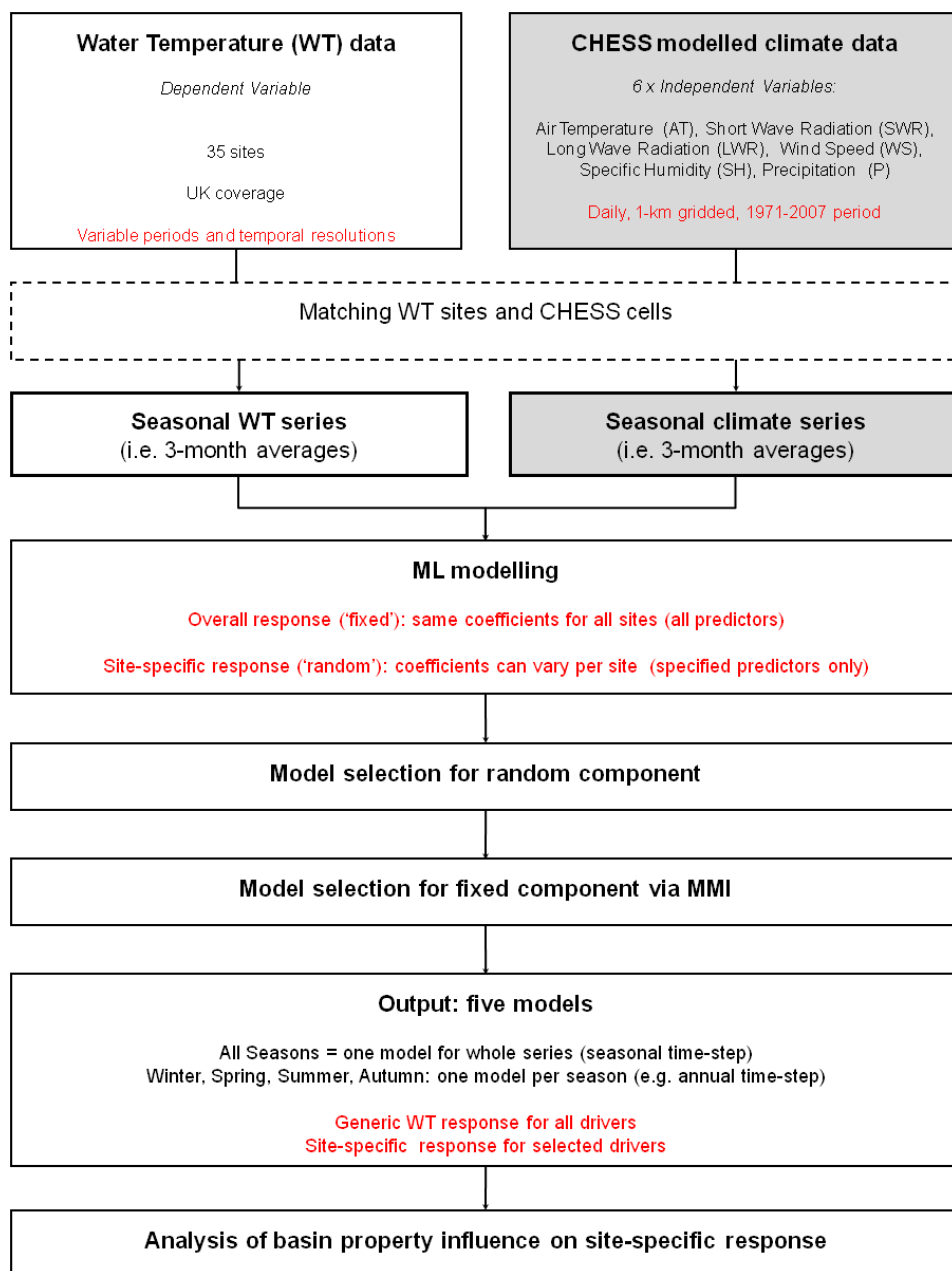 Water Temperature (WT) data
Dependent Variable
35 sites
UK coverage
Variable periods and temporal resolutions
CHESS modelled climate data
6 x Independent Variables:
Air Temperature (AT), Short Wave Radiation (SWR),
Long Wave Radiation (LWR), Wind Speed (WS),
Specific Humidity (SH), Precipitation (P)
Daily, 1-km gridded, 1971-2007 period
Matching WT sites and CHESS cells
Seasonal WT series
(i.e. 3-month averages)
Seasonal climate series
(i.e. 3-month averages)
ML modelling
Overall response (‘fixed’): same coefficients for all sites (all predictors)
Site-specific response (‘random’): coefficients can vary per site (specified predictors only)
Model selection for random component
Model selection for fixed component via MMI
Output: five models
All Seasons = one model for whole series (seasonal time-step)
Winter, Spring, Summer, Autumn: one model per season (e.g. annual time-step)
Generic WT response for all drivers
Site-specific response for selected drivers
Analysis of basin property influence on site-specific response